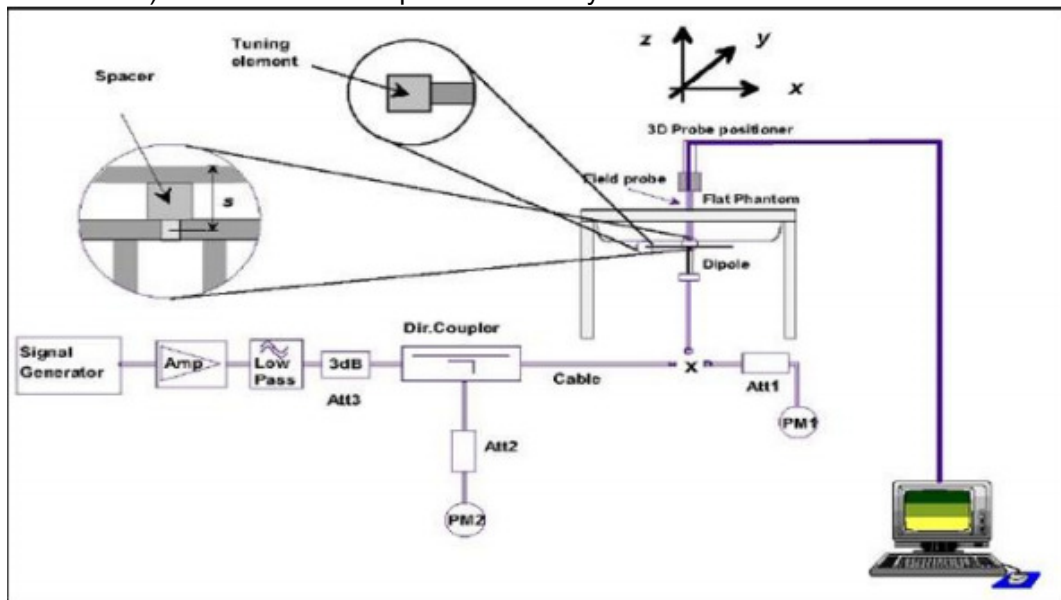 Tuning
element
Spacer
z
y
x
3D Probe positioner
Field probe
Flat Phantom
s
Dipole
Dir.Coupler
Signal
Generator
Amp
Low
Pass
3dB
Att3
Cable
x
Att1
PM1
Att2
PM2